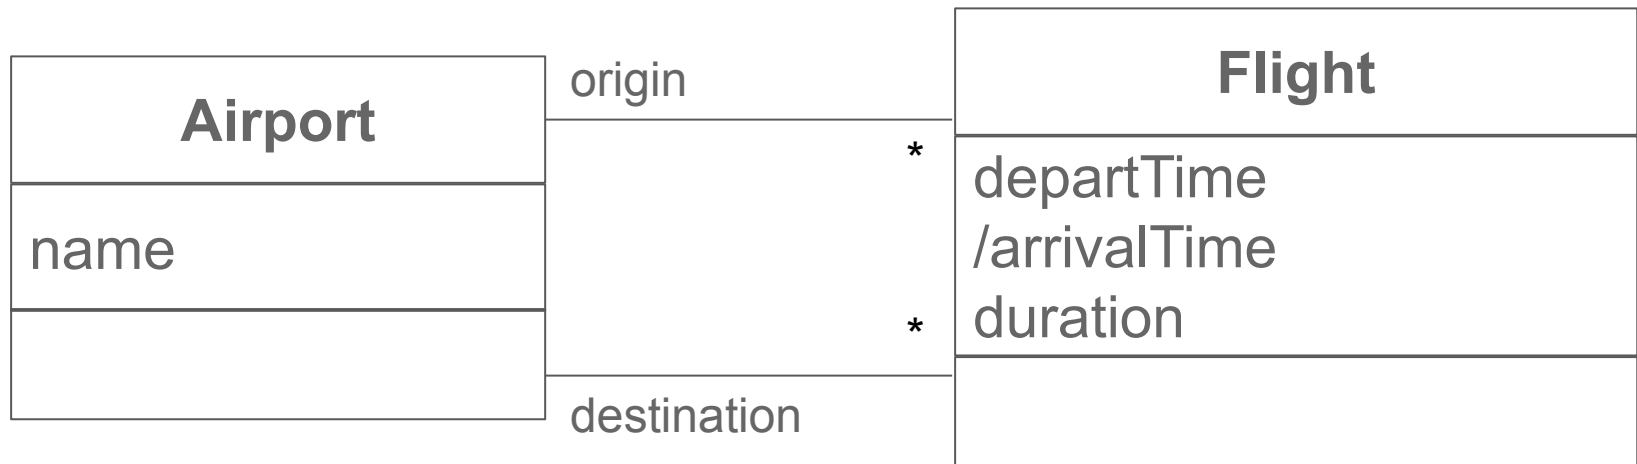 Airport
name
origin
*
*
destination
Flight
departTime
/arrivalTime
duration